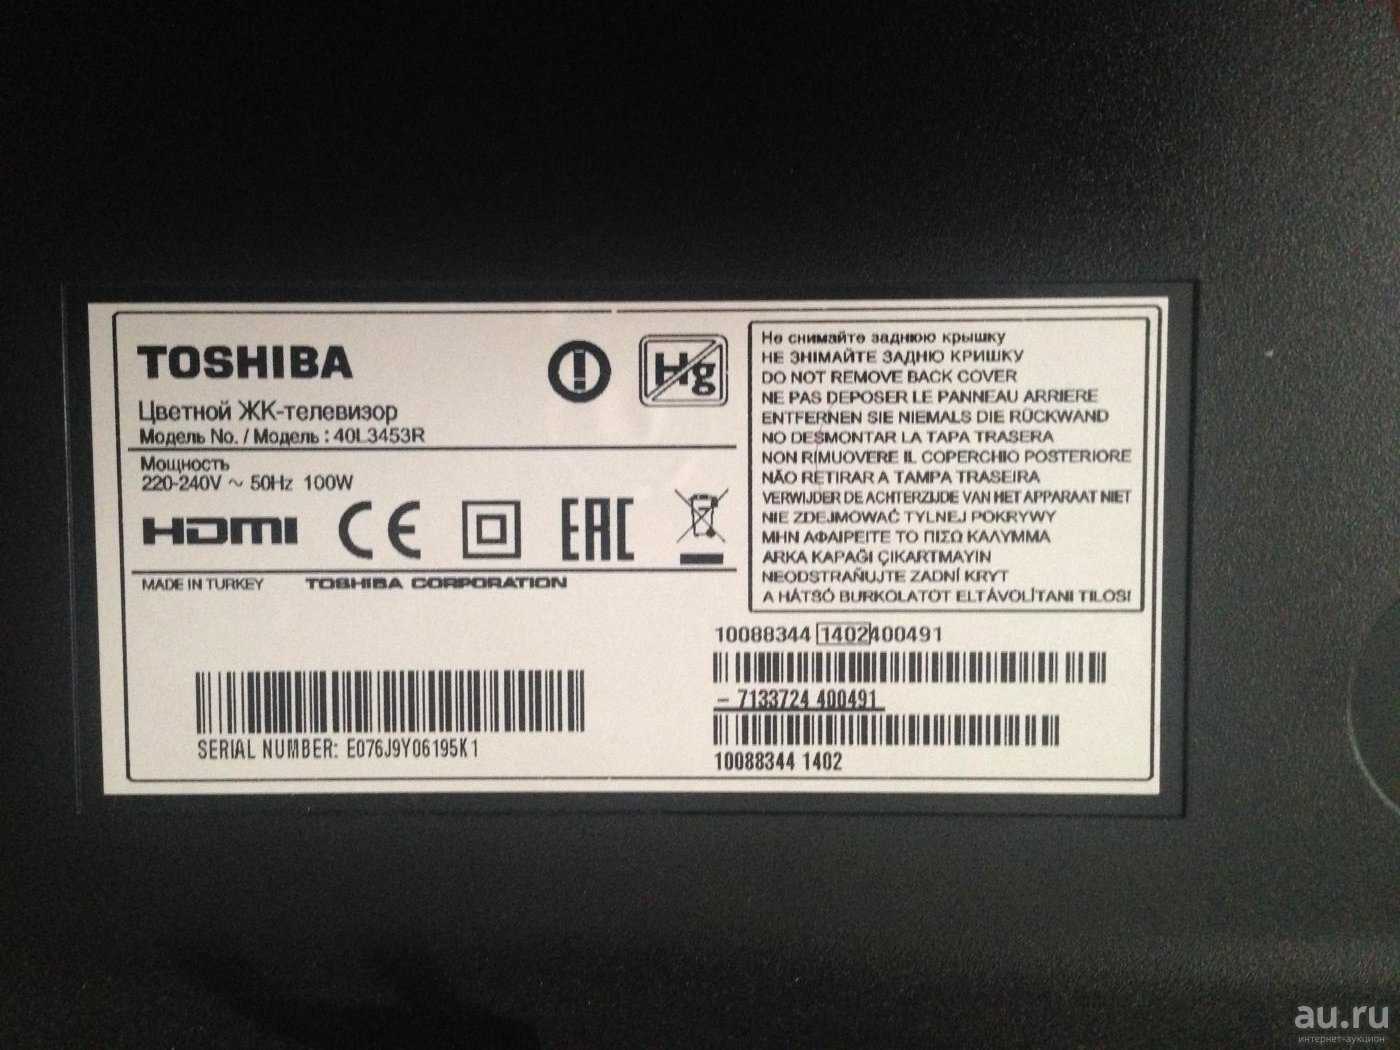 TOSHIBA
Hg
Цветной ЖК-телевизор
Модель No. / Модель : 40L3453R
Мощность
220-240V ~ 50Hz 100W
HDMI CE EAC
MADE IN TURKEY TOSHIBA CORPORATION
SERIAL NUMBER: E076J9Y06195K1
Не снимайте заднюю крышку
НЕ ЗНІМАЙТЕ ЗАДНЮ КРИШКУ
DO NOT REMOVE BACK COVER
NE PAS DEPOSER LE PANNEAU ARRIERE
ENTFERNEN SIE NIEMALS DIE RÜCKWAND
NO DESMONTAR LA TAPA TRASERA
NON RIMUOVERE IL COPERCHIO POSTERIORE
NÃO RETIRAR A TAMPA TRASEIRA
VERWIJDER DE ACHTERZIJDE VAN HET APPARAAT NIET
NIE ZDEJMOWAĆ TYLNEJ POKRYWY
ΜΗΝ ΑΦΑΙΡΕΙΤΕ ΤΟ ΠΙΣΩ ΚΑΛΥΜΜΑ
ARKA KAPAĞI ÇIKARTMAYIN
NEODSTRAŇUJTE ZADNÍ KRYT
A HÁTSÓ BURKOLATOT ELTÁVOLÍTANI TILOS!
10088344 1402400491
– 7133724 400491
10088344 1402
au.ru
интернет-аукцион